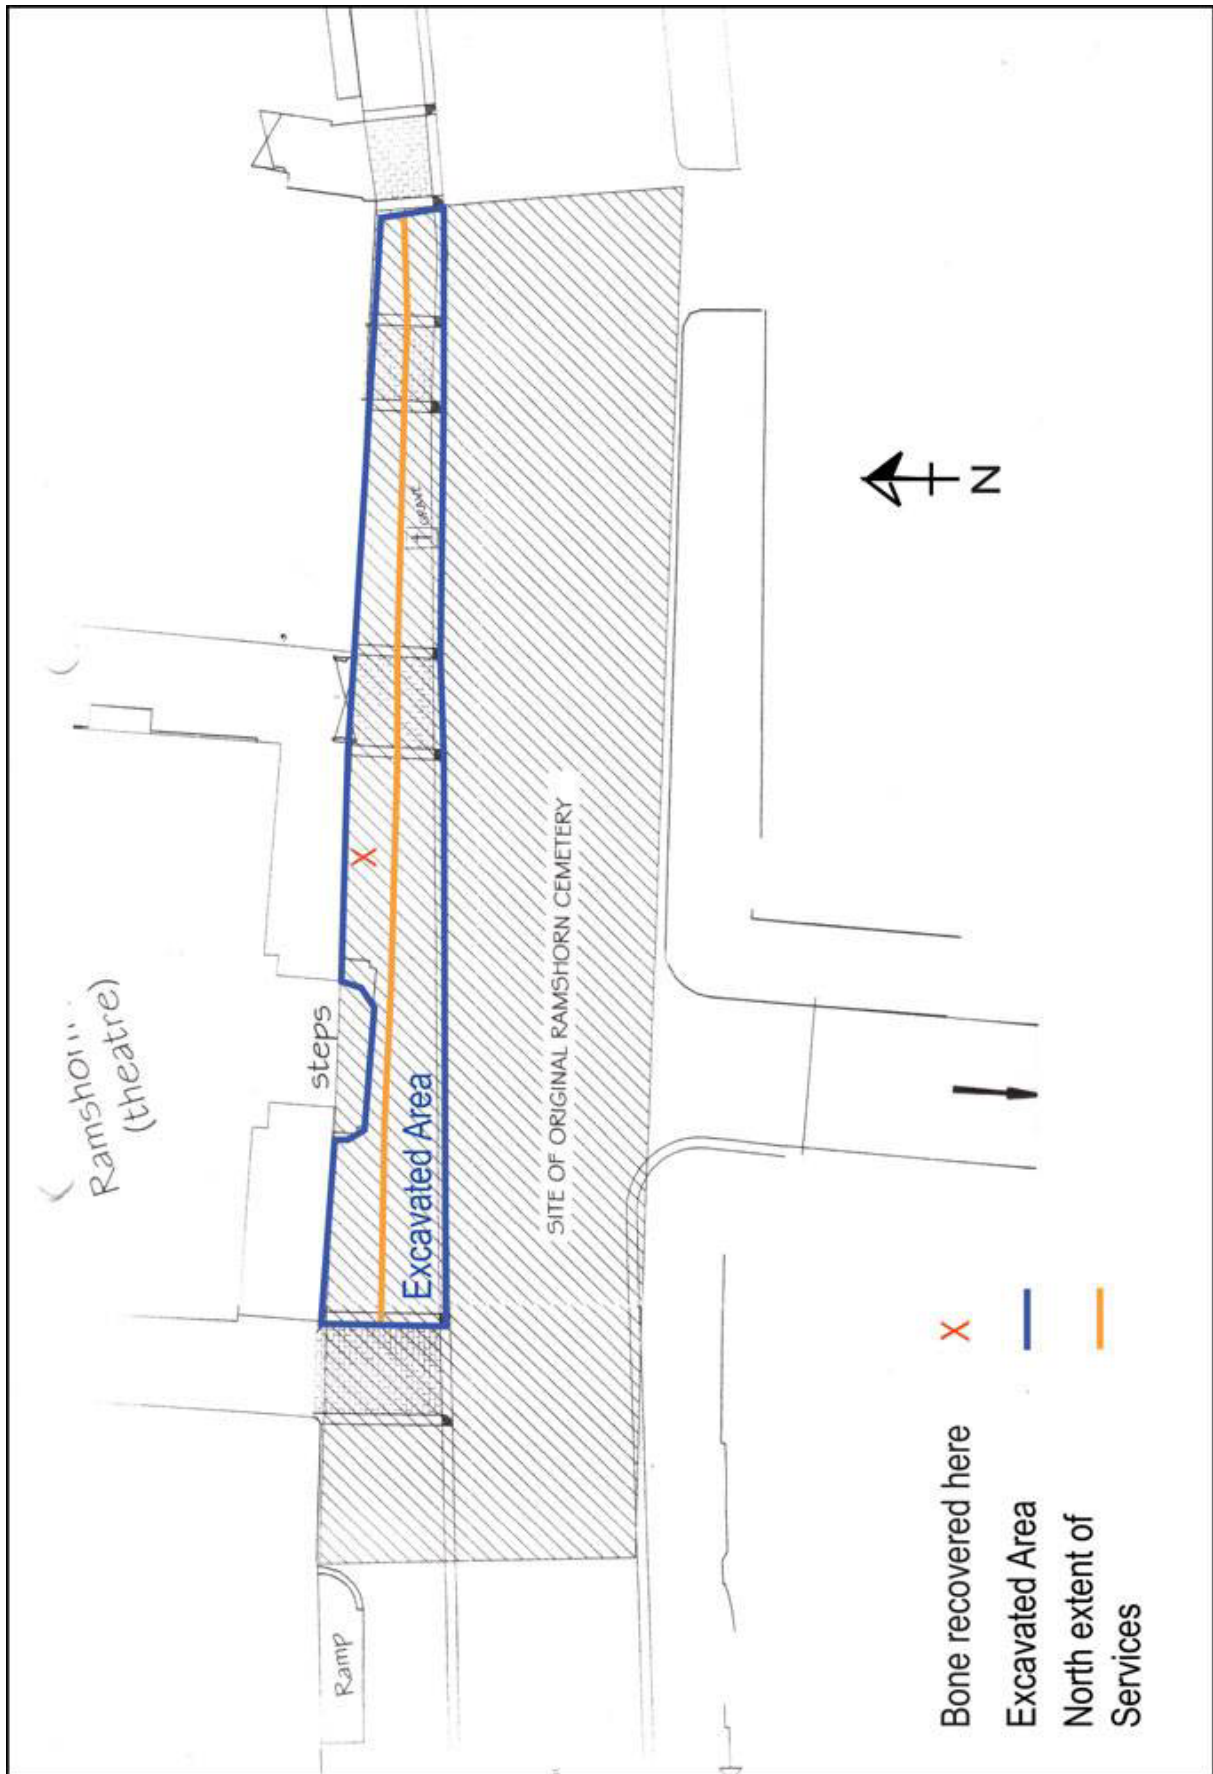 (theatre)
steps
Excavated Area
GRAVE
SITE OF ORIGINAL RAMSHORN CEMETERY
Ramp
N
Bone recovered here X
Excavated Area
North extent of
Services
X